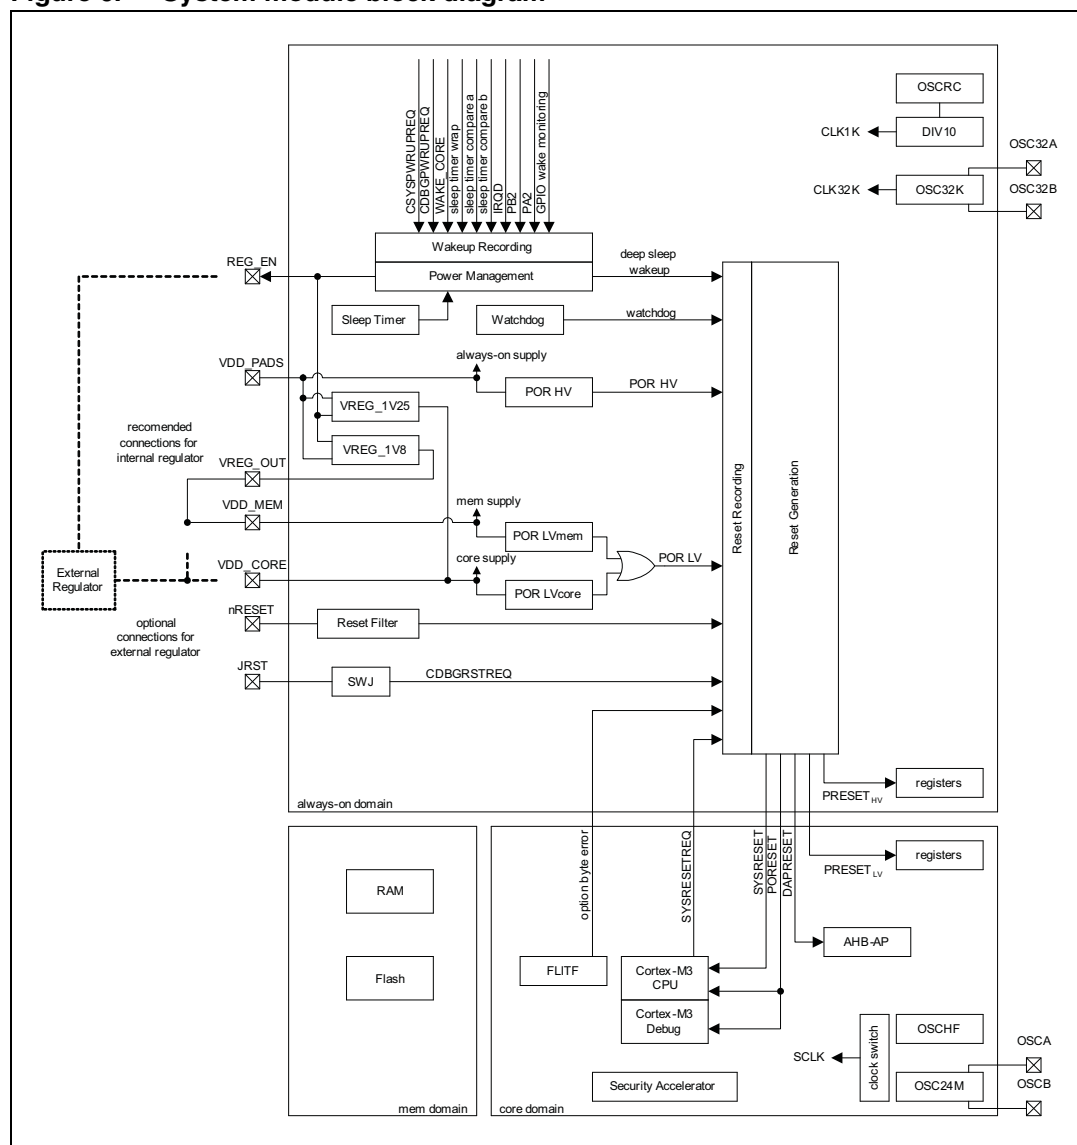 CSYSPWRUPREQ
CDBGPWRUPREQ
WAKE_CORE
sleep timer wrap
sleep timer compare a
sleep timer compare b
IRQD
PB2
PA2
GPIO wake monitoring
OSCRC
CLK1K
DIV10
OSC32A
CLK32K
OSC32K
OSC32B
Wakeup Recording
REG_EN
Power Management
deep sleep
wakeup
Sleep Timer
Watchdog
watchdog
VDD_PADS
always-on supply
POR HV
POR HV
VREG_1V25
recomended
connections for
internal regulator
VREG_1V8
VREG_OUT
VDD_MEM
mem supply
POR LVmem
Reset Recording
Reset Generation
External
Regulator
VDD_CORE
core supply
POR LV
POR LVcore
nRESET
Reset Filter
optional
connections for
external regulator
JRST
SWJ
CDBGRSTREQ
PRESETHV
registers
always-on domain
option byte error
SYSRESETREQ
SYSRESET
PORESET
DAPRESET
PRESETLV
registers
RAM
AHB-AP
Flash
FLITF
Cortex-M3
CPU
Cortex-M3
Debug
SCLK
clock switch
OSCHF
OSCA
OSC24M
OSCB
Security Accelerator
mem domain
core domain